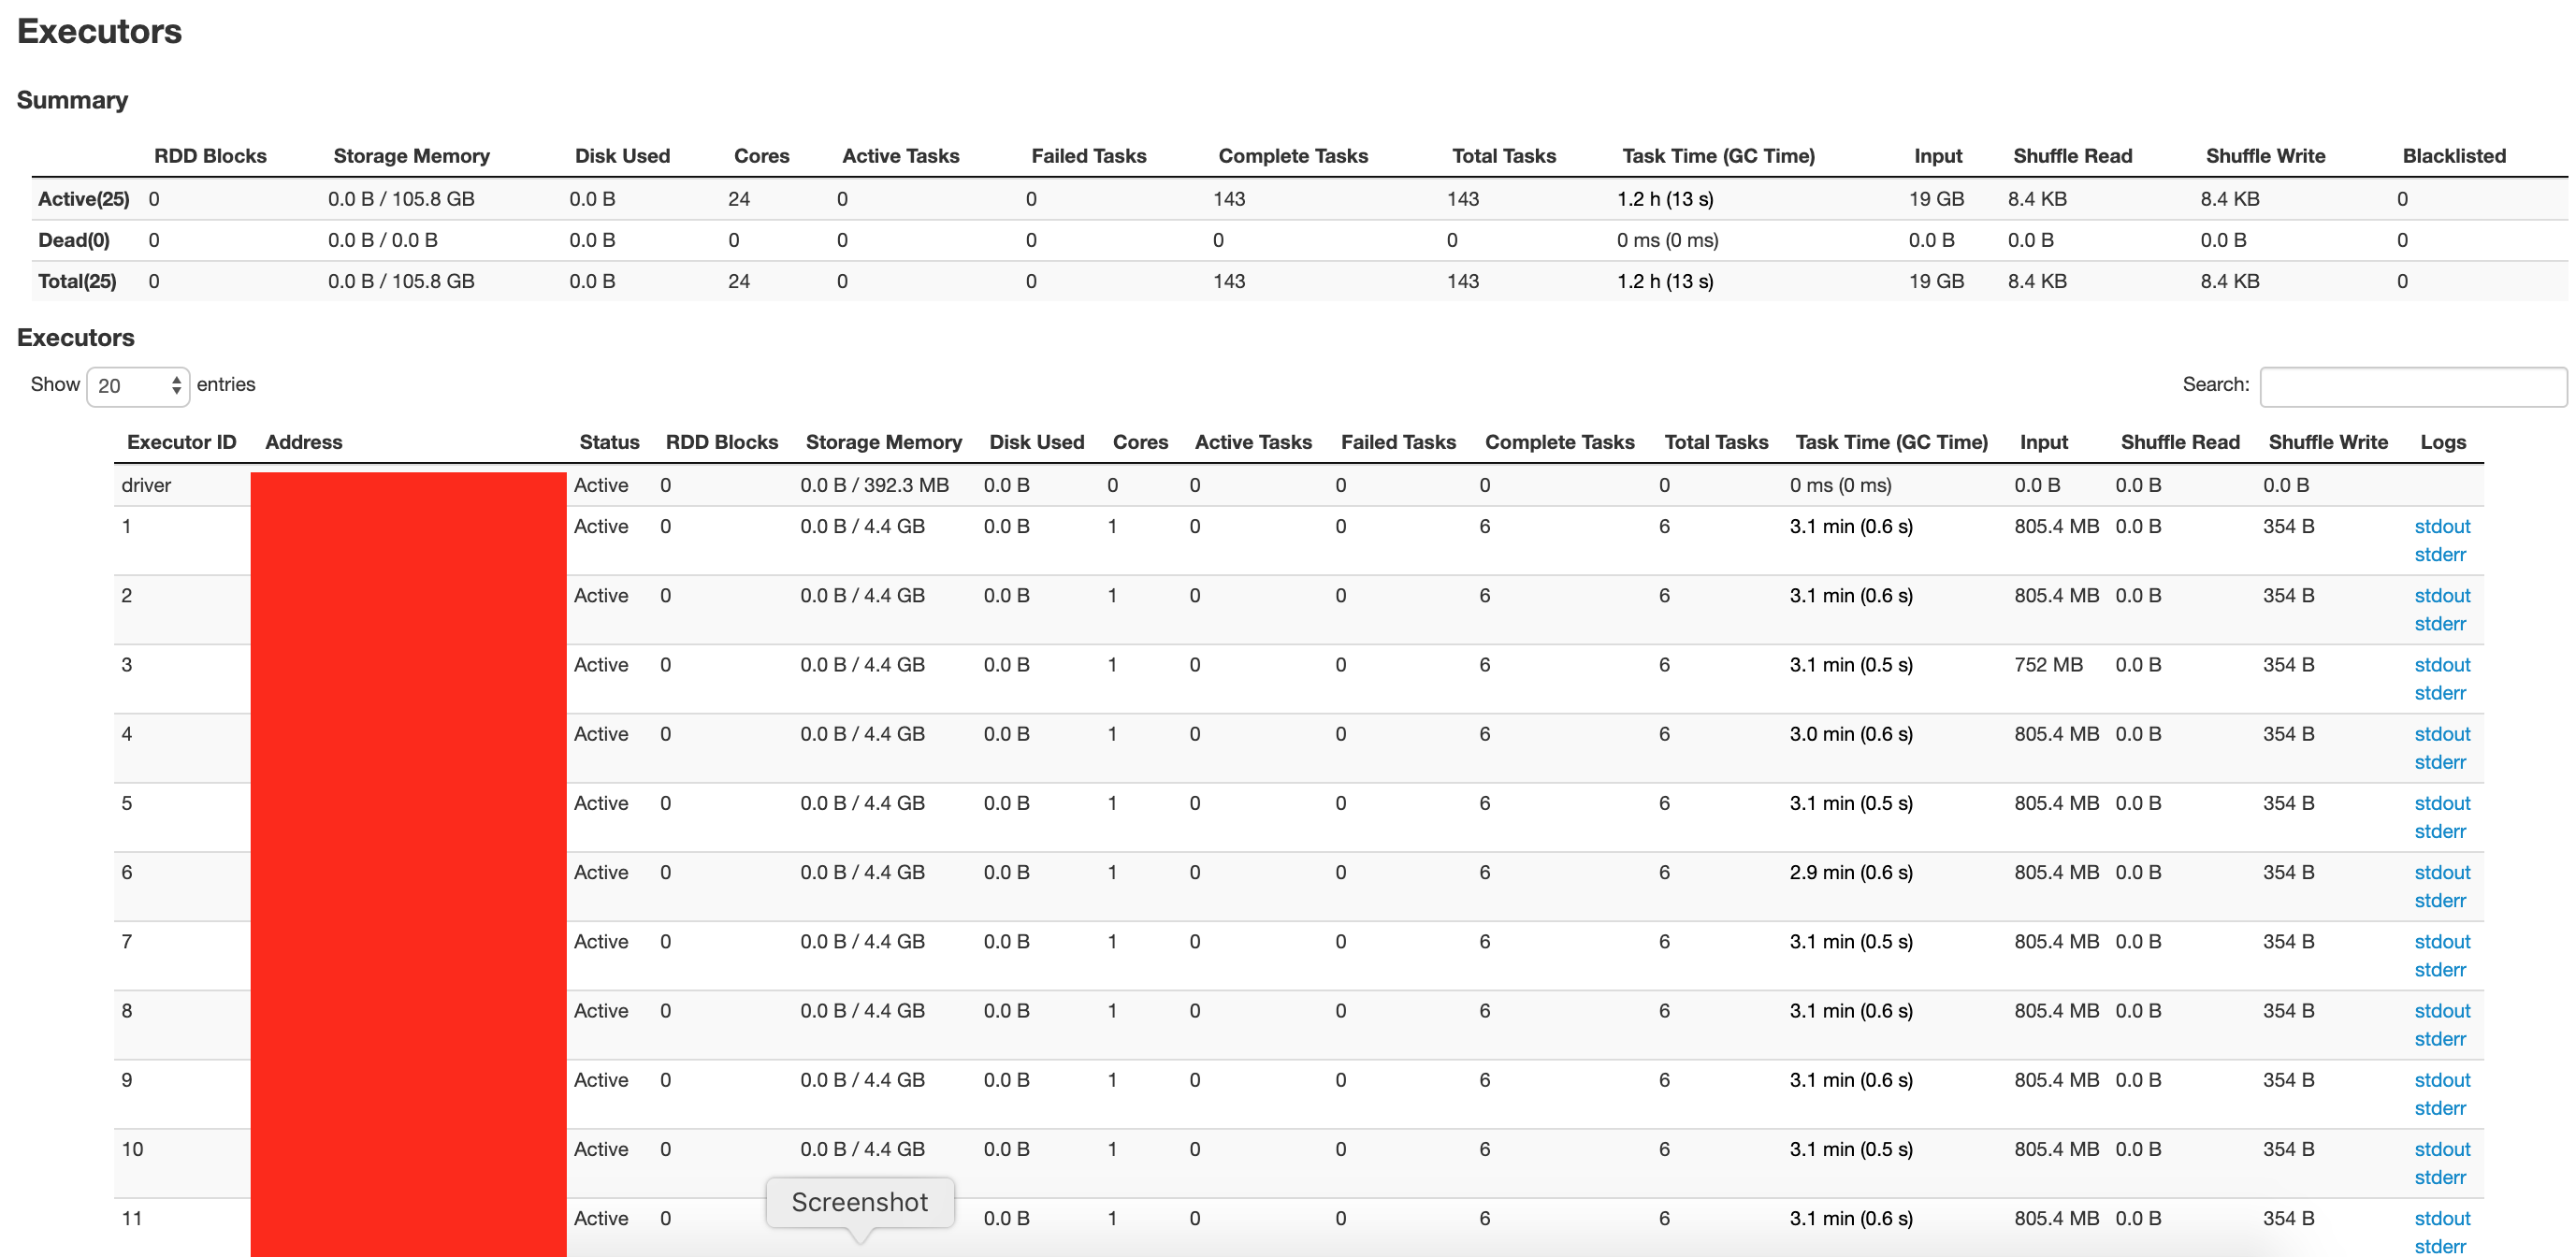 Executors
Summary
RDD Blocks Storage Memory Disk Used Cores Active Tasks Failed Tasks Complete Tasks Total Tasks Task Time (GC Time) Input Shuffle Read Shuffle Write Blacklisted
Active(25) 0 0.0 B / 105.8 GB 0.0 B 24 0 0 143 143 1.2 h (13 s) 19 GB 8.4 KB 8.4 KB 0
Dead(0) 0 0.0 B / 0.0 B 0.0 B 0 0 0 0 0 0 ms (0 ms) 0.0 B 0.0 B 0.0 B 0
Total(25) 0 0.0 B / 105.8 GB 0.0 B 24 0 0 143 143 1.2 h (13 s) 19 GB 8.4 KB 8.4 KB 0
Executors
Show 20 entries Search:
Executor ID Address Status RDD Blocks Storage Memory Disk Used Cores Active Tasks Failed Tasks Complete Tasks Total Tasks Task Time (GC Time) Input Shuffle Read Shuffle Write Logs
driver Active 0 0.0 B / 392.3 MB 0.0 B 0 0 0 0 0 0 ms (0 ms) 0.0 B 0.0 B 0.0 B
1 Active 0 0.0 B / 4.4 GB 0.0 B 1 0 0 6 6 3.1 min (0.6 s) 805.4 MB 0.0 B 354 B stdout
stderr
2 Active 0 0.0 B / 4.4 GB 0.0 B 1 0 0 6 6 3.1 min (0.6 s) 805.4 MB 0.0 B 354 B stdout
stderr
3 Active 0 0.0 B / 4.4 GB 0.0 B 1 0 0 6 6 3.1 min (0.5 s) 752 MB 0.0 B 354 B stdout
stderr
4 Active 0 0.0 B / 4.4 GB 0.0 B 1 0 0 6 6 3.0 min (0.6 s) 805.4 MB 0.0 B 354 B stdout
stderr
5 Active 0 0.0 B / 4.4 GB 0.0 B 1 0 0 6 6 3.1 min (0.5 s) 805.4 MB 0.0 B 354 B stdout
stderr
6 Active 0 0.0 B / 4.4 GB 0.0 B 1 0 0 6 6 2.9 min (0.6 s) 805.4 MB 0.0 B 354 B stdout
stderr
7 Active 0 0.0 B / 4.4 GB 0.0 B 1 0 0 6 6 3.1 min (0.5 s) 805.4 MB 0.0 B 354 B stdout
stderr
8 Active 0 0.0 B / 4.4 GB 0.0 B 1 0 0 6 6 3.1 min (0.6 s) 805.4 MB 0.0 B 354 B stdout
stderr
9 Active 0 0.0 B / 4.4 GB 0.0 B 1 0 0 6 6 3.1 min (0.6 s) 805.4 MB 0.0 B 354 B stdout
stderr
10 Active 0 0.0 B / 4.4 GB 0.0 B 1 0 0 6 6 3.1 min (0.5 s) 805.4 MB 0.0 B 354 B stdout
stderr
Screenshot
11 Active 0 0.0 B 1 0 0 6 6 3.1 min (0.6 s) 805.4 MB 0.0 B 354 B stdout
stderr